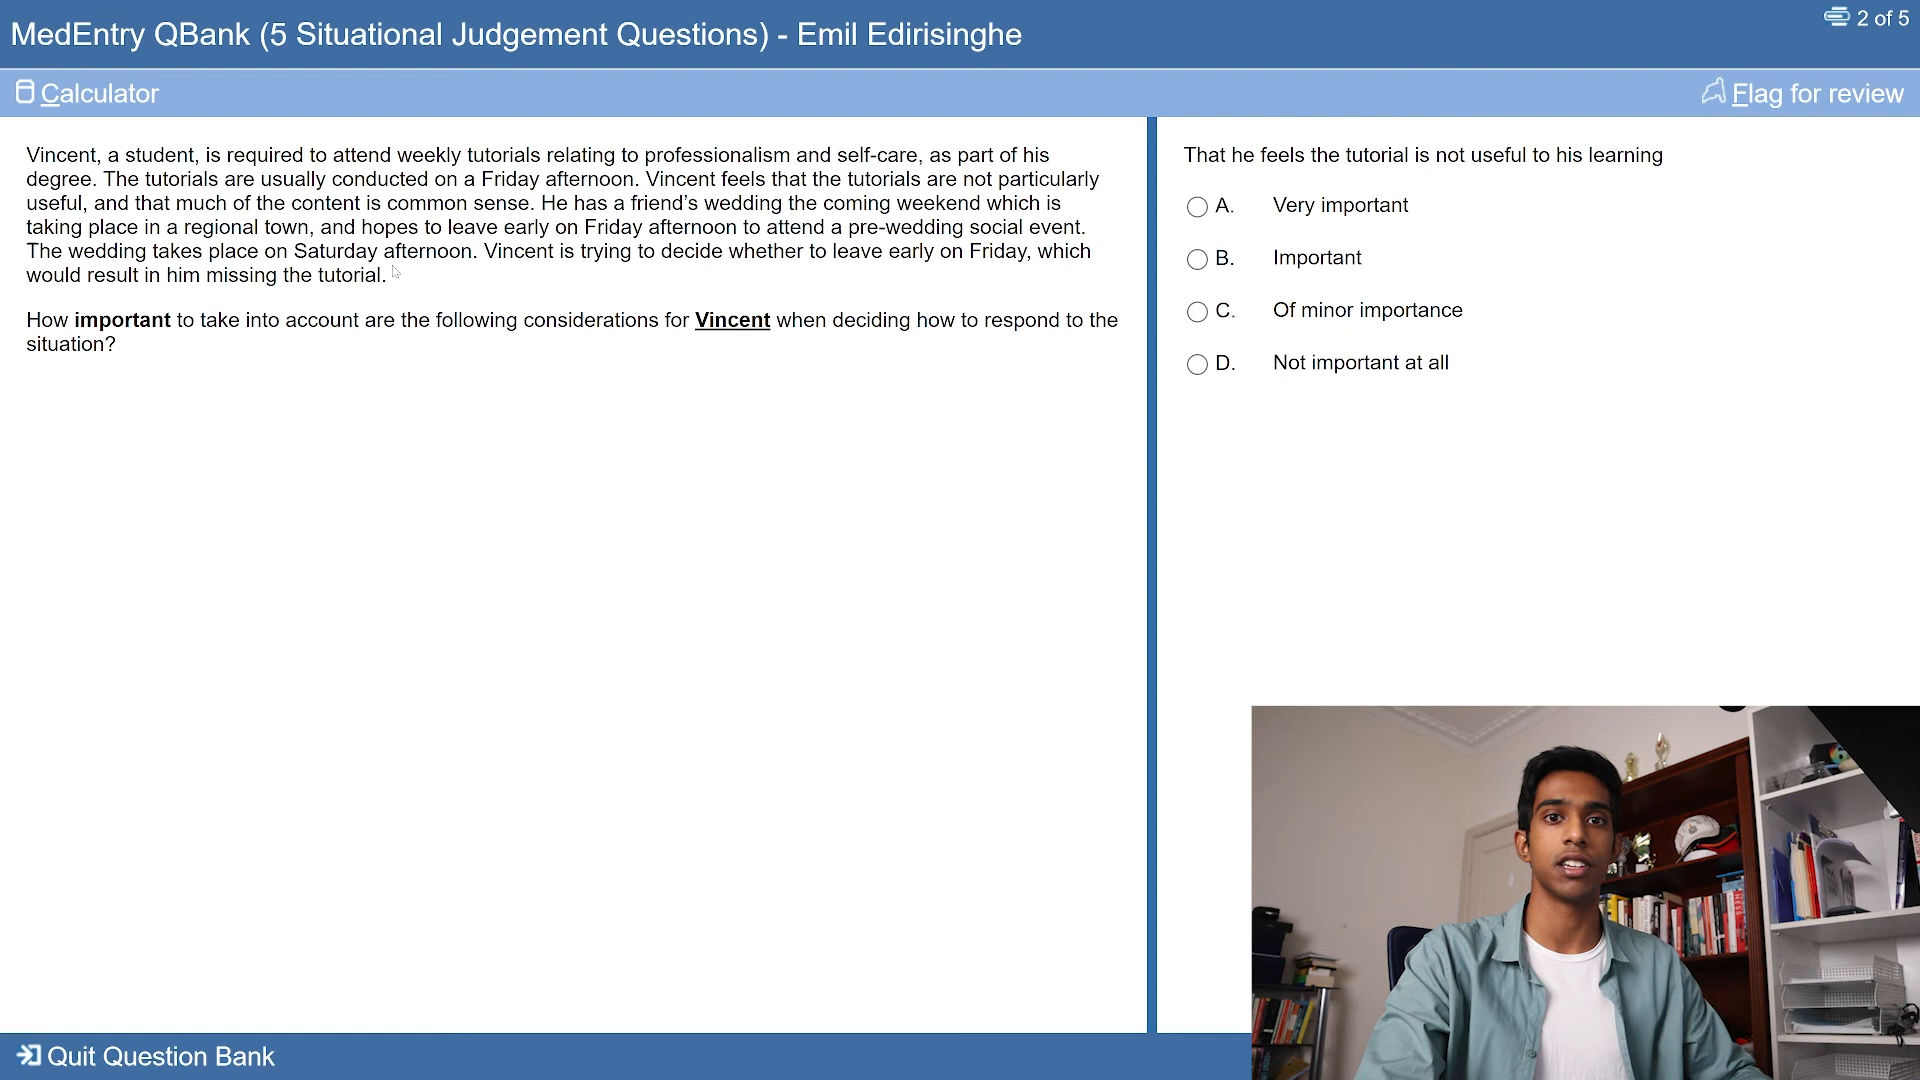 MedEntry QBank (5 Situational Judgement Questions) - Emil Edirisinghe
2 of 5
Calculator
Flag for review
Vincent, a student, is required to attend weekly tutorials relating to professionalism and self-care, as part of his
degree. The tutorials are usually conducted on a Friday afternoon. Vincent feels that the tutorials are not particularly
useful, and that much of the content is common sense. He has a friend's wedding the coming weekend which is
taking place in a regional town, and hopes to leave early on Friday afternoon to attend a pre-wedding social event.
The wedding takes place on Saturday afternoon. Vincent is trying to decide whether to leave early on Friday, which
would result in him missing the tutorial.
How important to take into account are the following considerations for Vincent when deciding how to respond to the
situation?
That he feels the tutorial is not useful to his learning
A. Very important
B. Important
C. Of minor importance
D. Not important at all
Quit Question Bank